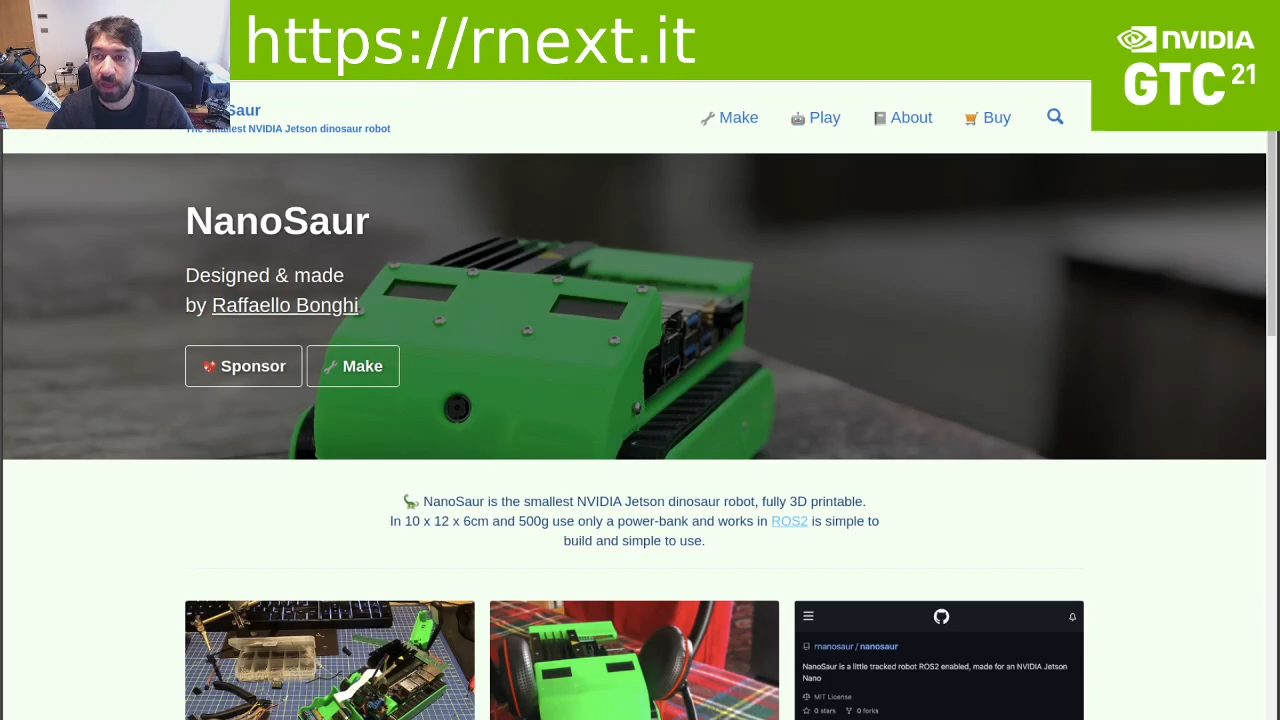 https://rnext.it
NVIDIA
GTC 21
Saur
The smallest NVIDIA Jetson dinosaur robot
Make
Play
About
Buy
NanoSaur
Designed & made
by Raffaello Bonghi
Sponsor
Make
NanoSaur is the smallest NVIDIA Jetson dinosaur robot, fully 3D printable.
In 10 x 12 x 6cm and 500g use only a power-bank and works in ROS2 is simple to
build and simple to use.
rnanosaur / nanosaur
NanoSaur is a little tracked robot ROS2 enabled, made for an NVIDIA Jetson
Nano
MIT License
0 stars 0 forks